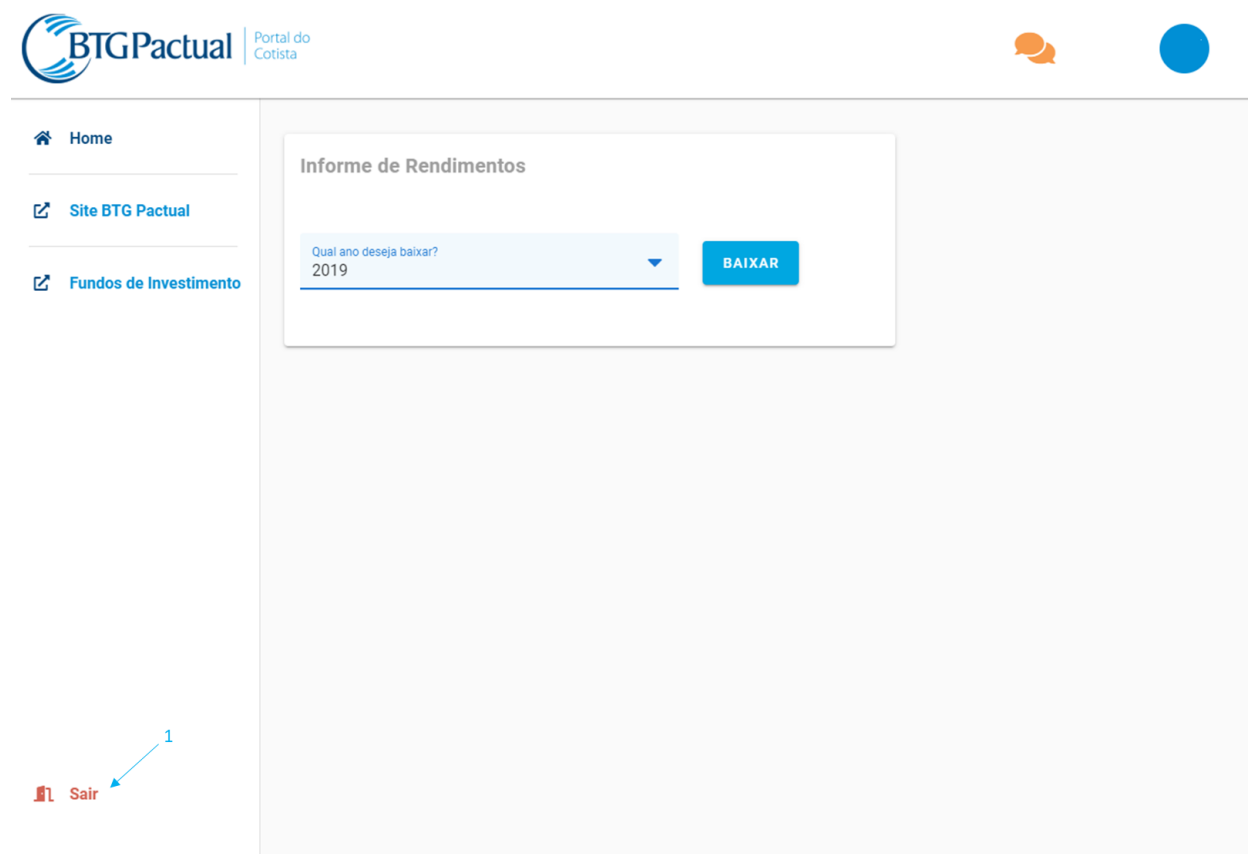 BTGPactual
Portal do
Cotista
Home
Site BTG Pactual
Fundos de Investimento
Informe de Rendimentos
Qual ano deseja baixar?
2019
BAIXAR
1
Sair